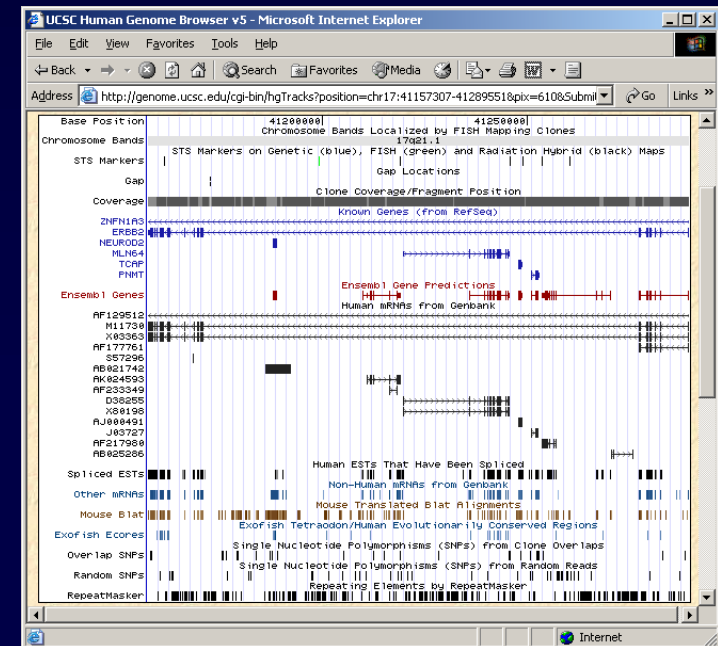 UCSC Human Genome Browser v5 - Microsoft Internet Explorer
File Edit View Favorites Tools Help
Back Search Favorites Media
Address http://genome.ucsc.edu/cgi-bin/hgTracks?position=chr17:41157307-41289551&pix=610&Submi Go Links »
Base Position 41200000| 41250000|
Chromosome Bands Localized by FISH Mapping Clones
Chromosome Bands 17q21.1
STS Markers on Genetic (blue), FISH (green) and Radiation Hybrid (black) Maps
STS Markers
Gap Locations
Gap
Clone Coverage/Fragment Position
Coverage
Known Genes (from RefSeq)
ZNFN1A3
ERBB2
NEUROD2
MLN64
TCAP
PNMT
Ensembl Gene Predictions
Ensembl Genes
Human mRNAs from Genbank
AF129512
M11730
X03363
AF177761
S57296
AB021742
AK024593
AF233349
D38255
X80198
AJ000491
J03727
AF217980
AB025286
Human ESTs That Have Been Spliced
Spliced ESTs
Non-Human mRNAs from Genbank
Other mRNAs
Mouse Translated Blat Alignments
Mouse Blat
Exofish Tetraodon/Human Evolutionarily Conserved Regions
Exofish Ecores
Single Nucleotide Polymorphisms (SNPs) from Clone Overlaps
Overlap SNPs
Single Nucleotide Polymorphisms (SNPs) from Random Reads
Random SNPs
Repeating Elements by RepeatMasker
RepeatMasker
Internet